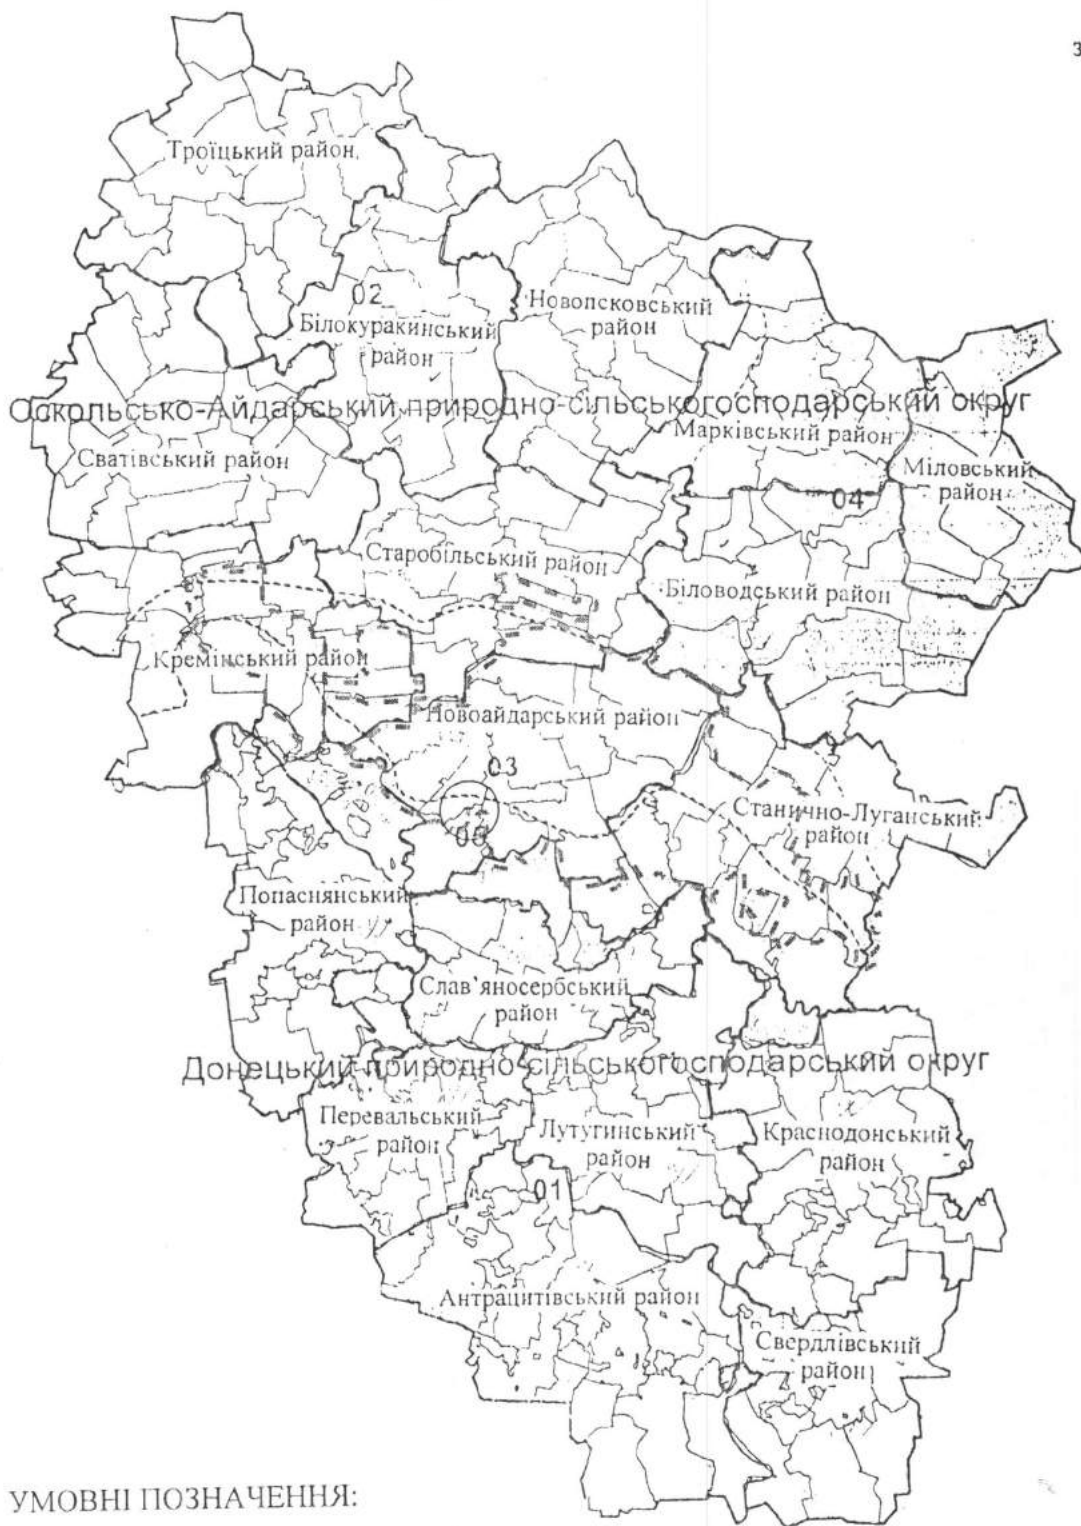 3
Троїцький район
02
Білокуракинський
район
Новопсковський
район
Оскольсько-Айдарський природно-сільськогосподарський округ
Марківський район
Сватівський район
Міловський
район
04
Старобільський район
Біловодський район
Кремінський район
Новоайдарський район
03
Станично-Луганський
район
Попаснянський
район
Слав'яносербський
район
Донецький природно-сільськогосподарський округ
Перевальський
район
Лутугинський
район
Краснодонський
район
01
Антрацитівський район
Свердлівський
район
УМОВНІ ПОЗНАЧЕННЯ: